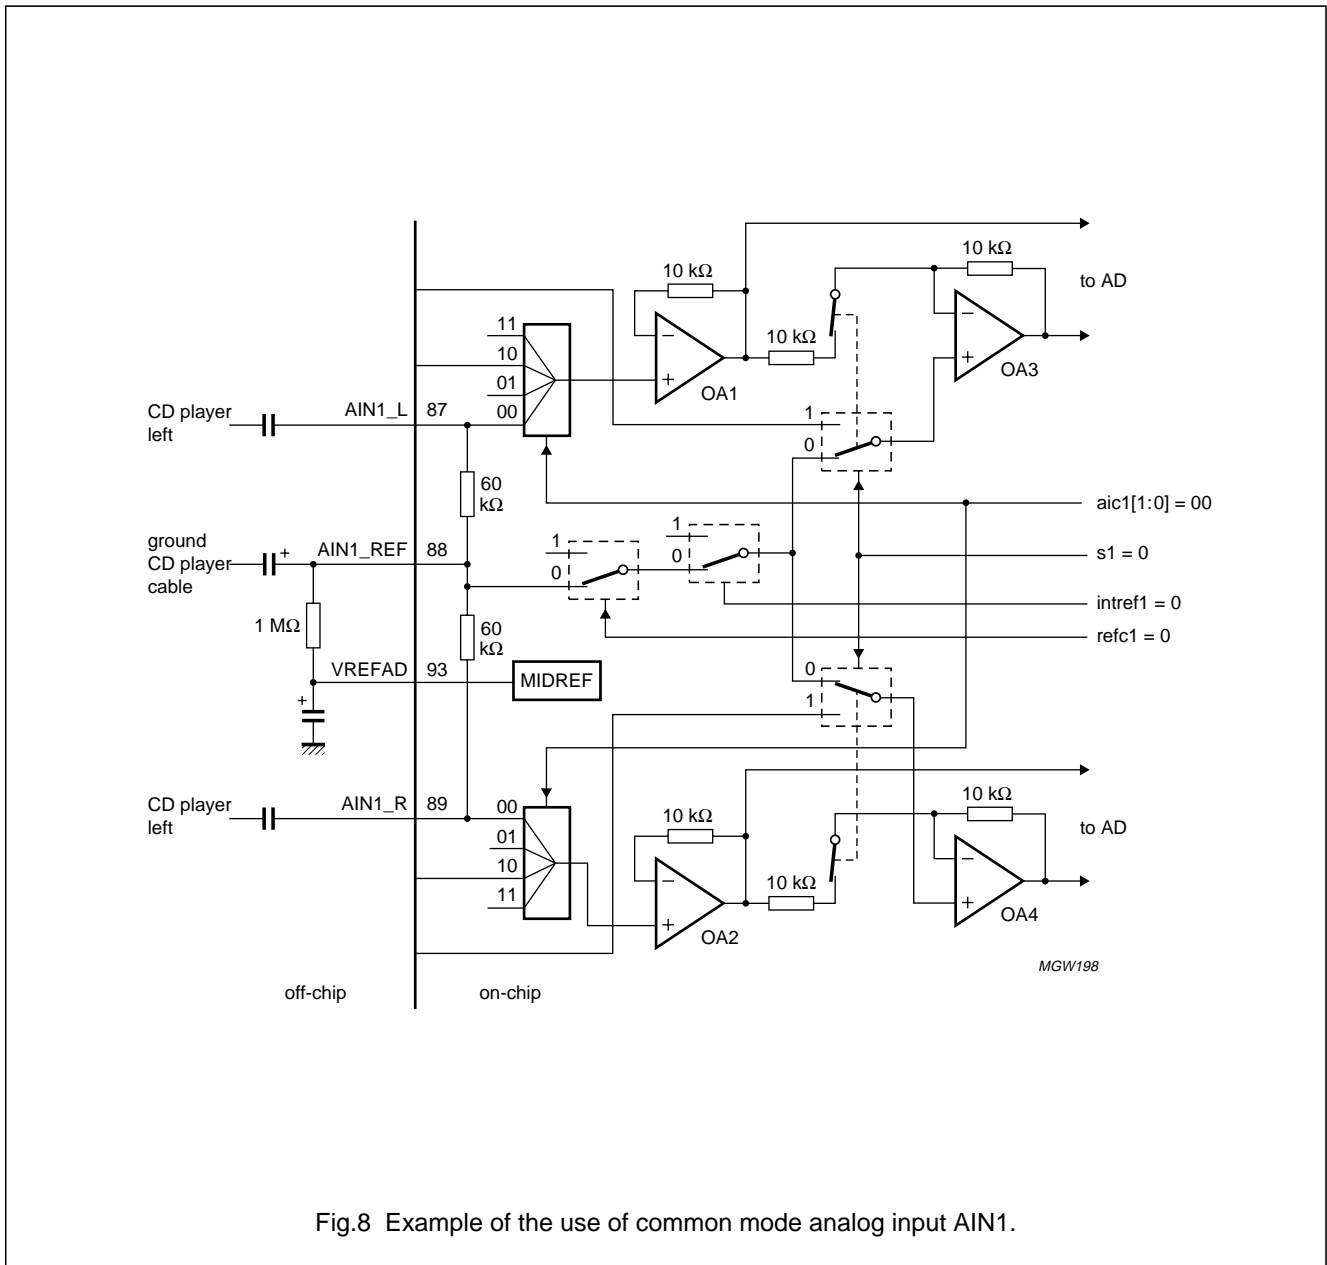 10 kΩ
10 kΩ
to AD
11
10
01
00
10 kΩ
−
+
OA1
−
+
OA3
CD player
left
AIN1_L 87
1
0
60
kΩ
aic1[1:0] = 00
ground
CD player
cable
+
AIN1_REF 88
1
0
1
0
s1 = 0
intref1 = 0
refc1 = 0
1 MΩ
60
kΩ
VREFAD 93
MIDREF
+
0
1
CD player
left
AIN1_R 89
00
01
10
11
10 kΩ
10 kΩ
to AD
10 kΩ
−
+
OA2
−
+
OA4
MGW198
off-chip
on-chip
Fig.8 Example of the use of common mode analog input AIN1.